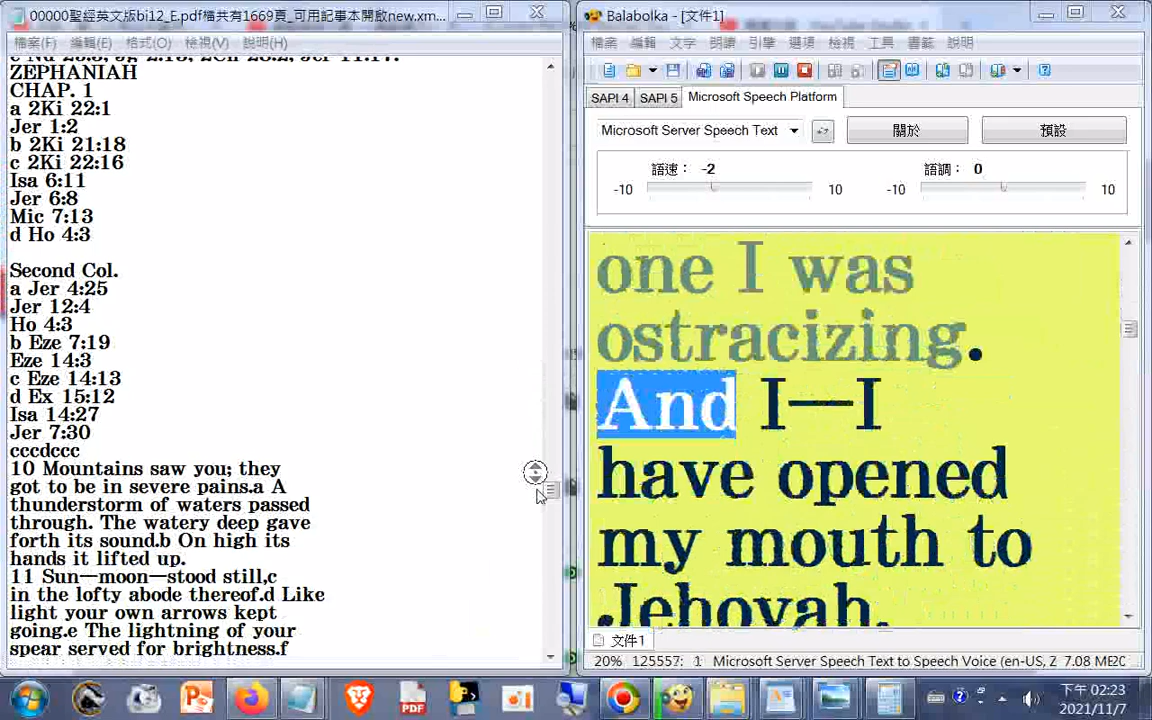 00000聖經英文版bi12_E.pdf檔共有1669頁_可用記事本開啟new.xm...
檔案(F) 編輯(E) 格式(O) 檢視(V) 說明(H)
ZEPHANIAH
CHAP. 1
a 2Ki 22:1
Jer 1:2
b 2Ki 21:18
c 2Ki 22:16
Isa 6:11
Jer 6:8
Mic 7:13
d Ho 4:3
Second Col.
a Jer 4:25
Jer 12:4
Ho 4:3
b Eze 7:19
Eze 14:3
c Eze 14:13
d Ex 15:12
Isa 14:27
Jer 7:30
cccdccc
10 Mountains saw you; they
got to be in severe pains.a A
thunderstorm of waters passed
through. The watery deep gave
forth its sound.b On high its
hands it lifted up.
11 Sun—moon—stood still,c
in the lofty abode thereof.d Like
light your own arrows kept
going.e The lightning of your
spear served for brightness.f
Balabolka - [文件1]
檔案 編輯 文字 朗讀 引擎 選項 檢視 工具 書籤 說明
SAPI 4 SAPI 5 Microsoft Speech Platform
Microsoft Server Speech Text 關於 預設
語速： -2 語調： 0
-10 10 -10 10
one I was
ostracizing.
And I—I
have opened
my mouth to
Jehovah.
文件1
20% 125557: 1 Microsoft Server Speech Text to Speech Voice (en-US, Z 7.08 ME20
下午 02:23
2021/11/7